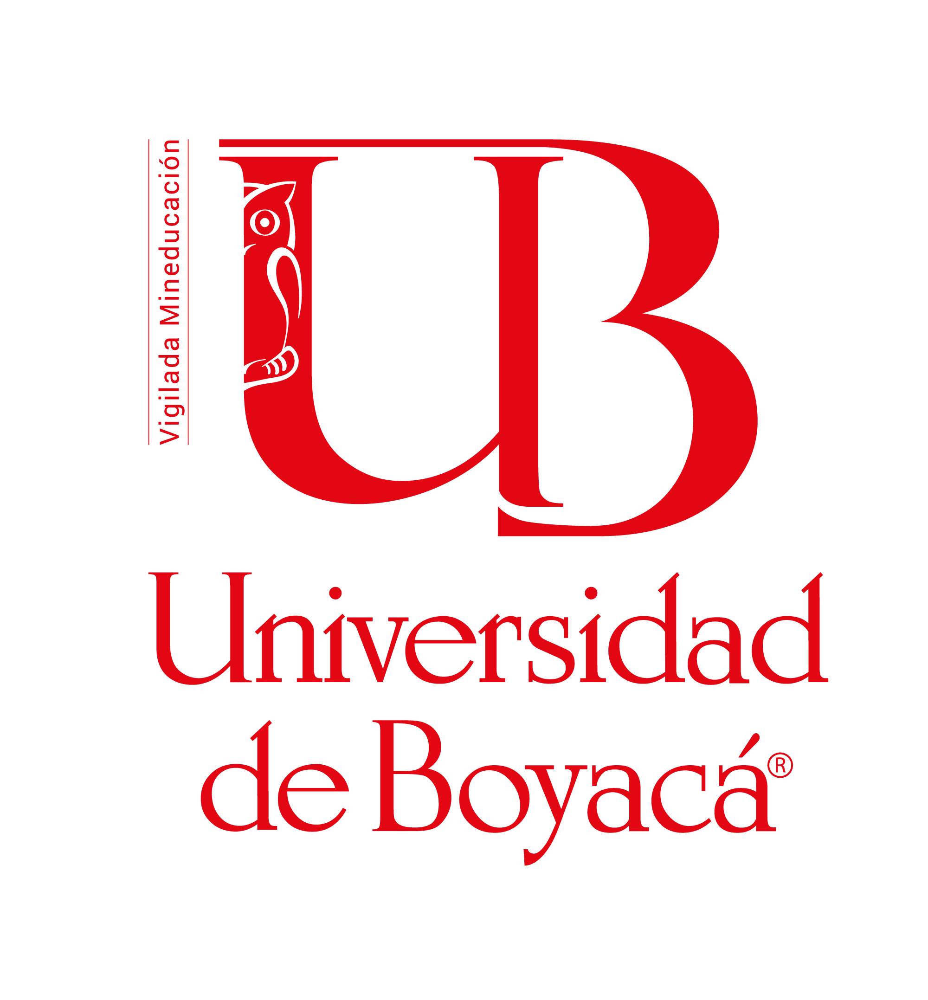 Vigilada Mineducación
UB
Universidad
de Boyacá®